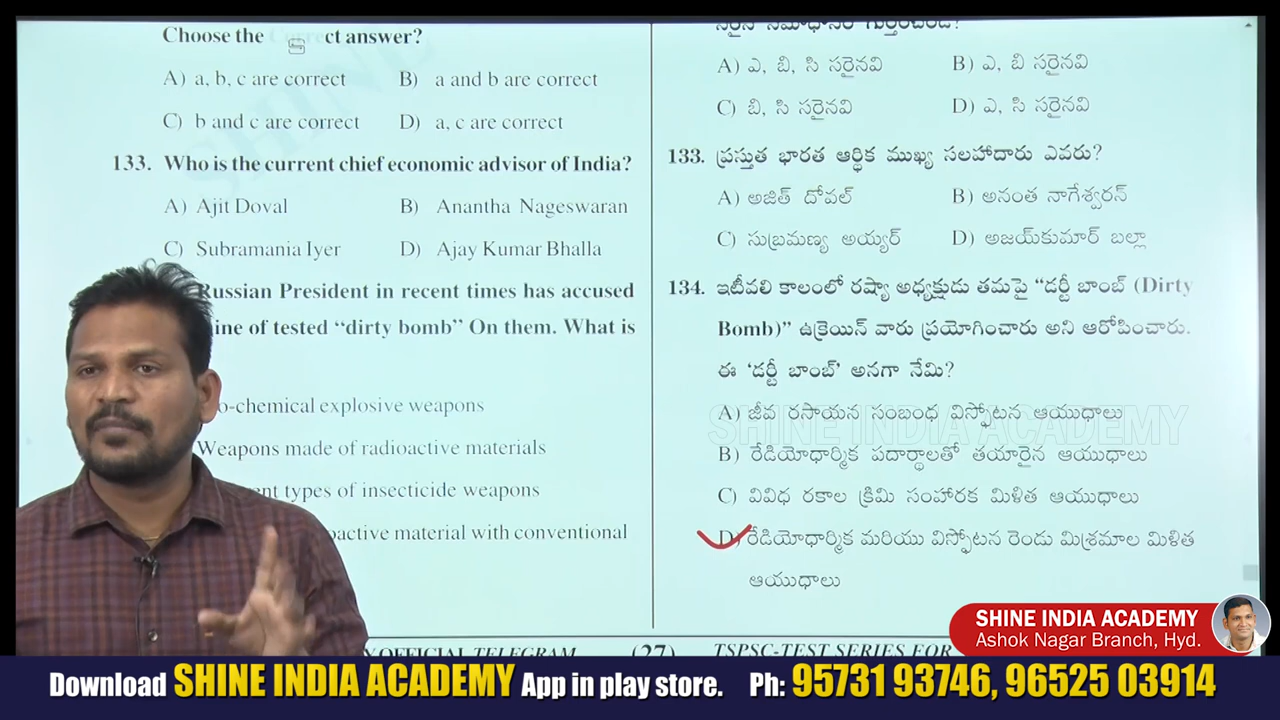 Choose the Correct answer?
A) a, b, c are correct B) a and b are correct
C) b and c are correct D) a, c are correct
133. Who is the current chief economic advisor of India?
A) Ajit Doval B) Anantha Nageswaran
C) Subramania Iyer D) Ajay Kumar Bhalla
Russian President in recent times has accused
ine of tested “dirty bomb” On them. What is
o-chemical explosive weapons
Weapons made of radioactive materials
ent types of insecticide weapons
oactive material with conventional
OFFICIAL TELEGRAM (27)
A) ఎ, బి, సి సరైనవి B) ఎ, బి సరైనవి
C) బి, సి సరైనవి D) ఎ, సి సరైనవి
133. ప్రస్తుత భారత ఆర్థిక ముఖ్య సలహాదారు ఎవరు?
A) అజిత్ దోవల్ B) అనంత నాగేశ్వరన్
C) సుబ్రమణ్య అయ్యర్ D) అజయ్‌కుమార్ బల్లా
134. ఇటీవలి కాలంలో రష్యా అధ్యక్షుడు తమపై “డర్టీ బాంబ్ (Dirty
Bomb)” ఉక్రెయిన్ వారు ప్రయోగించారు అని ఆరోపించారు.
ఈ ‘డర్టీ బాంబ్’ అనగా నేమి?
A) జీవ రసాయన సంబంధ విస్ఫోటన ఆయుధాలు
SHINE INDIA ACADEMY
B) రేడియోధార్మిక పదార్థాలతో తయారైన ఆయుధాలు
C) వివిధ రకాల క్రిమి సంహారక మిళిత ఆయుధాలు
D) రేడియోధార్మిక మరియు విస్ఫోటన రెండు మిశ్రమాల మిళిత
ఆయుధాలు
TSPSC-TEST SERIES FOR
SHINE INDIA ACADEMY
Ashok Nagar Branch, Hyd.
Download SHINE INDIA ACADEMY App in play store. Ph: 95731 93746, 96525 03914